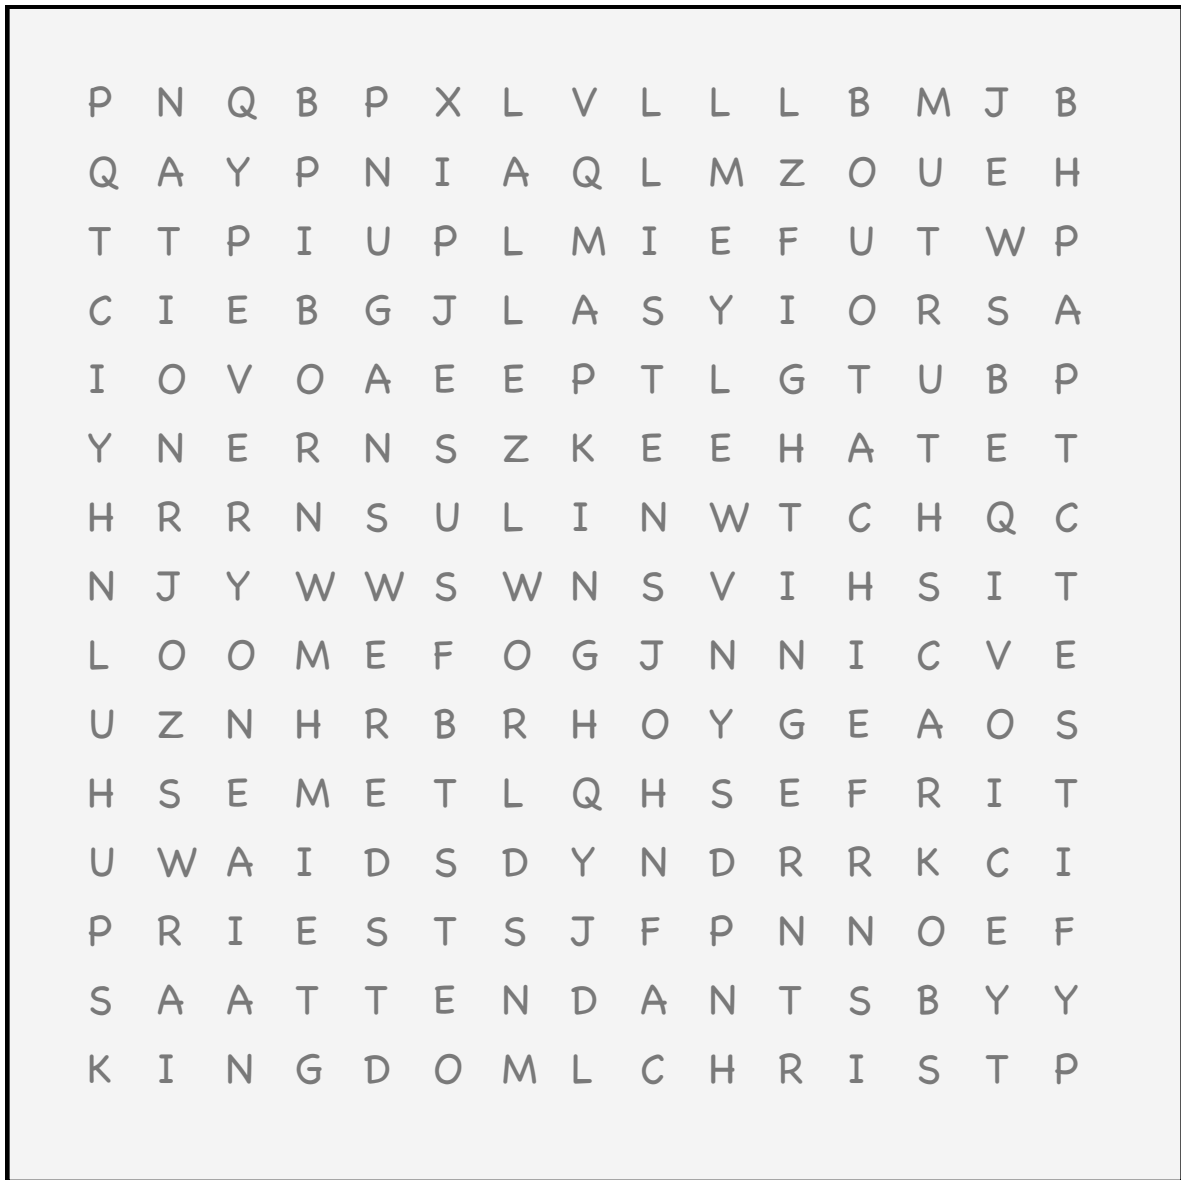 P N Q B P X L V L L L B M J B
Q A Y P N I A Q L M Z O U E H
T T P I U P L M I E F U T W P
C I E B G J L A S Y I O R S A
I O V O A E E P T L G T U B P
Y N E R N S Z K E E H A T E T
H R R N S U L I N W T C H Q C
N J Y W W S W N S V I H S I T
L O O M E F O G J N N I C V E
U Z N H R B R H O Y G E A O S
H S E M E T L Q H S E F R I T
U W A I D S D Y N D R R K C I
P R I E S T S J F P N N O E F
S A A T T E N D A N T S B Y Y
K I N G D O M L C H R I S T P